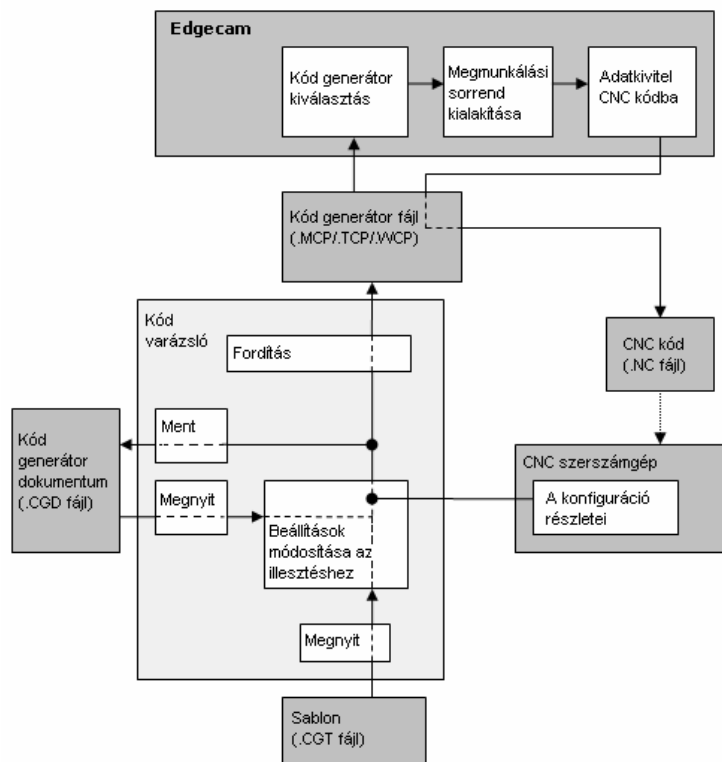 Edgecam
Kód generátor
kiválasztás
Megmunkálási
sorrend
kialakítása
Adatkivitel
CNC kódba
Kód generátor fájl
(.MCP/.TCP/.WCP)
Kód
varázsló
Fordítás
CNC kód
(.NC fájl)
Kód
generátor
dokumentum
(.CGD fájl)
Ment
Megnyit
Beállítások
módosítása az
illesztéshez
CNC szerszámgép
A konfiguráció
részletei
Megnyit
Sablon
(.CGT fájl)